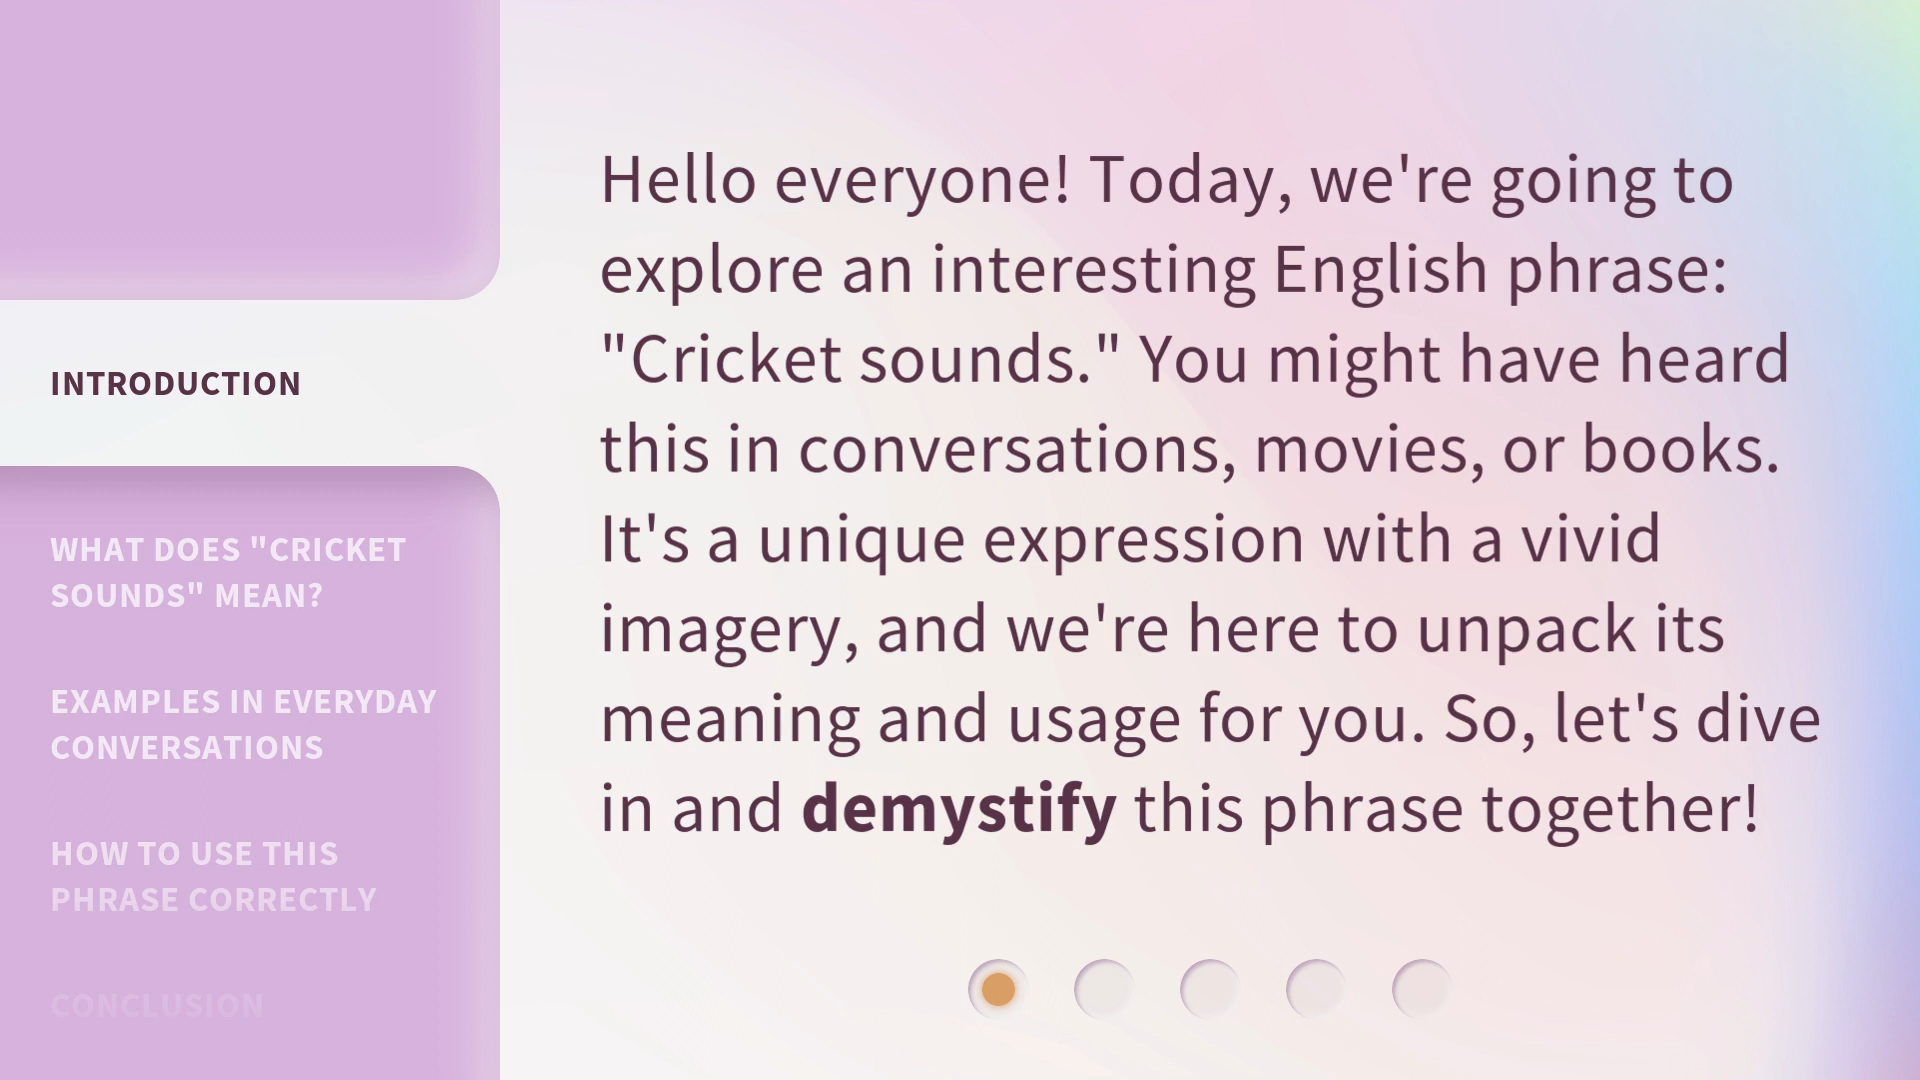 INTRODUCTION
WHAT DOES "CRICKET
SOUNDS" MEAN?
EXAMPLES IN EVERYDAY
CONVERSATIONS
HOW TO USE THIS
PHRASE CORRECTLY
CONCLUSION
Hello everyone! Today, we're going to
explore an interesting English phrase:
"Cricket sounds." You might have heard
this in conversations, movies, or books.
It's a unique expression with a vivid
imagery, and we're here to unpack its
meaning and usage for you. So, let's dive
in and demystify this phrase together!